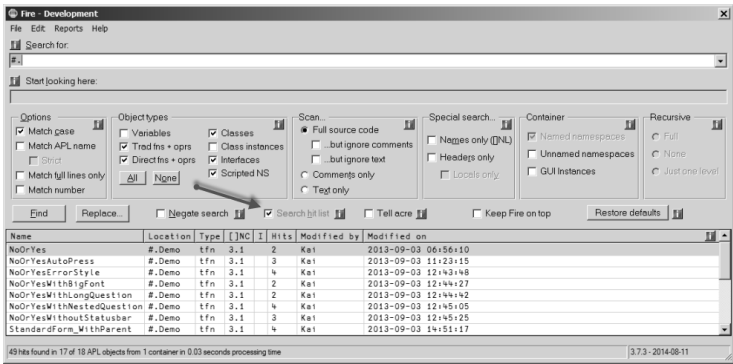 Fire - Development
File Edit Reports Help
Search for:
#.
Start looking here:
Options
Match case
Match APL name
Strict
Match full lines only
Match number
Object types
Variables
Trad fns + oprs
Direct fns + oprs
All None
Classes
Class instances
Interfaces
Scripted NS
Scan...
Full source code
...but ignore comments
...but ignore text
Comments only
Text only
Special search...
Names only (⎕NL)
Headers only
Locals only
Container
Named namespaces
Unnamed namespaces
GUI Instances
Recursive
Full
None
Just one level
Find Replace... Negate search Search hit list Tell acre Keep Fire on top Restore defaults
Name Location Type []NC I Hits Modified by Modified on
NoOrYes #.Demo tfn 3.1 2 Kai 2013-09-03 06:56:10
NoOrYesAutoPress #.Demo tfn 3.1 3 Kai 2013-09-03 11:23:15
NoOrYesErrorStyle #.Demo tfn 3.1 4 Kai 2013-09-03 12:43:48
NoOrYesWithBigFont #.Demo tfn 3.1 2 Kai 2013-09-03 12:44:27
NoOrYesWithLongQuestion #.Demo tfn 3.1 2 Kai 2013-09-03 12:44:42
NoOrYesWithNestedQuestion #.Demo tfn 3.1 4 Kai 2013-09-03 12:45:05
NoOrYesWithoutStatusbar #.Demo tfn 3.1 3 Kai 2013-09-03 12:45:25
StandardForm_WithParent #.Demo tfn 3.1 4 Kai 2013-09-03 14:51:17
49 hits found in 17 of 18 APL objects from 1 container in 0.03 seconds processing time 3.7.3 - 2014-08-11